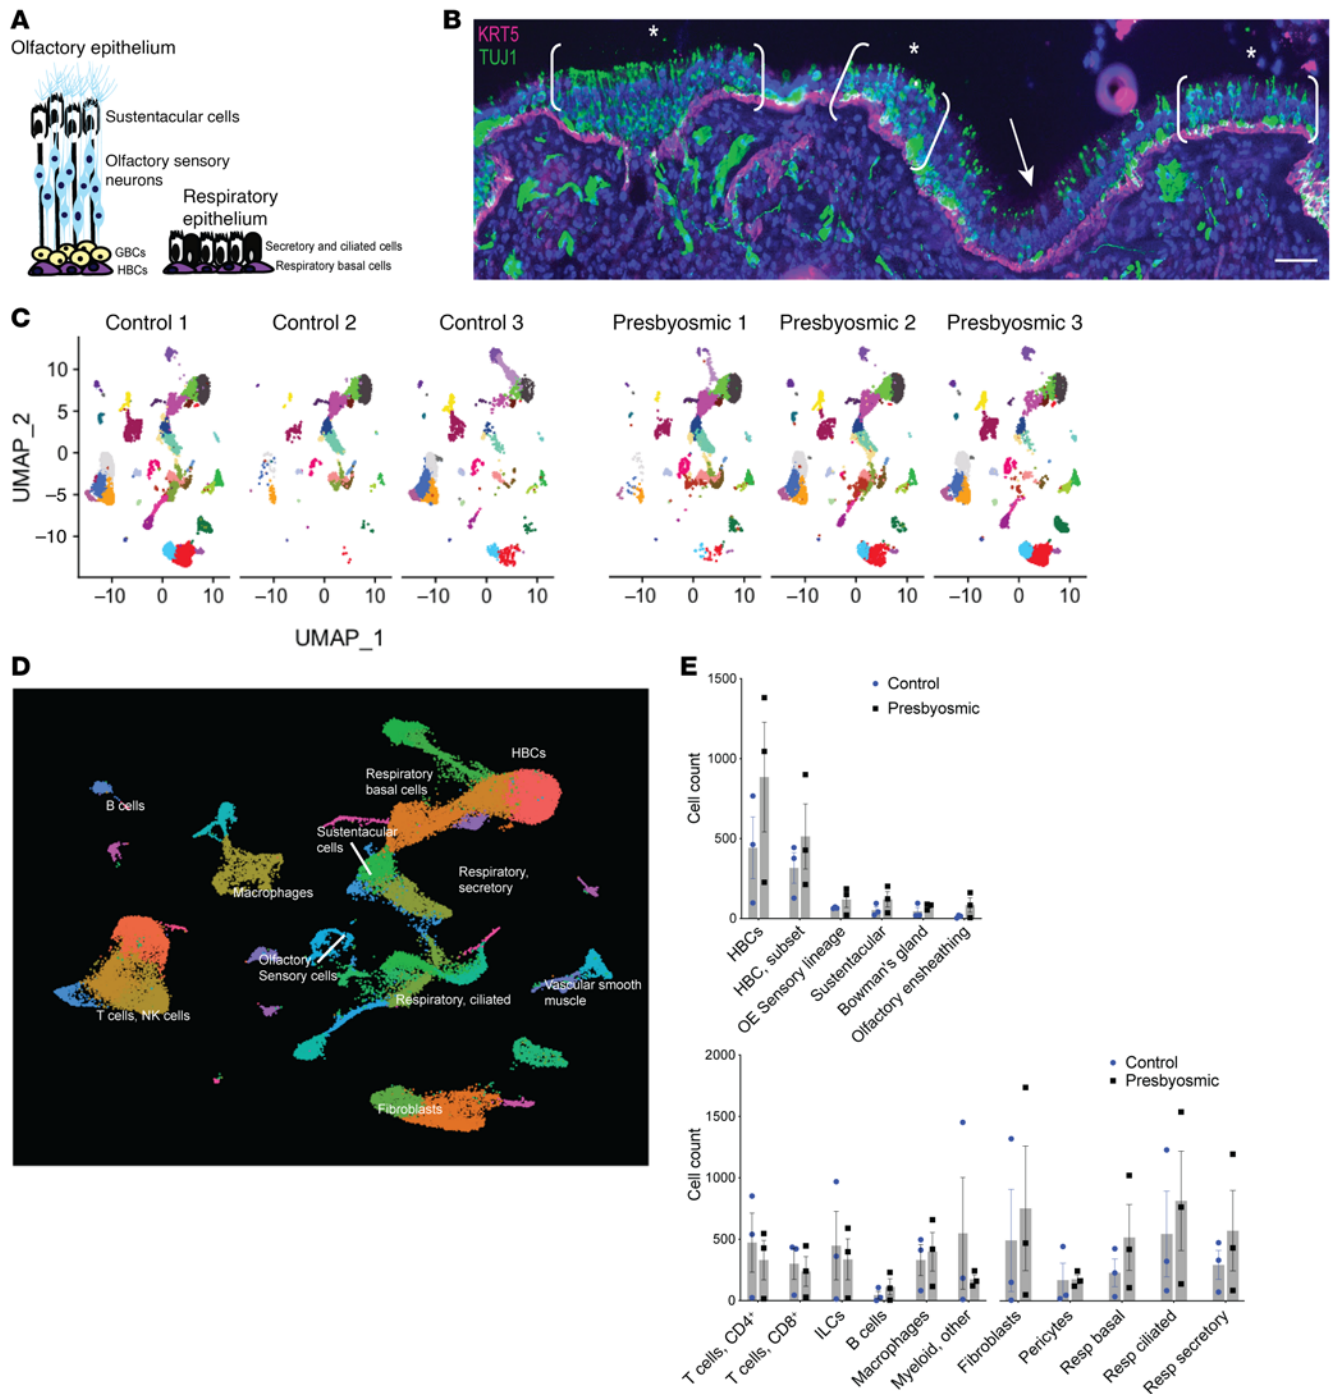 A
Olfactory epithelium
Sustentacular cells
Olfactory sensory
neurons
Respiratory
epithelium
GBCs
HBCs
Secretory and ciliated cells
Respiratory basal cells
B
KRT5
TUJ1
*
*
*
C
Control 1
Control 2
Control 3
Presbyosmic 1
Presbyosmic 2
Presbyosmic 3
UMAP_2
10
5
0
−5
−10
−10 0 10
−10 0 10
−10 0 10
−10 0 10
−10 0 10
−10 0 10
UMAP_1
D
HBCs
Respiratory
basal cells
B cells
Sustentacular
cells
Respiratory,
secretory
Macrophages
Olfactory
Sensory cells
Respiratory, ciliated
Vascular smooth
muscle
T cells, NK cells
Fibroblasts
E
Control
Presbyosmic
Cell count
1500
1000
500
0
HBCs
HBC, subset
OE Sensory lineage
Sustentacular
Bowman's gland
Olfactory ensheathing
Control
Presbyosmic
Cell count
2000
1500
1000
500
0
T cells, CD4+
T cells, CD8+
ILCs
B cells
Macrophages
Myeloid, other
Fibroblasts
Pericytes
Resp basal
Resp ciliated
Resp secretory